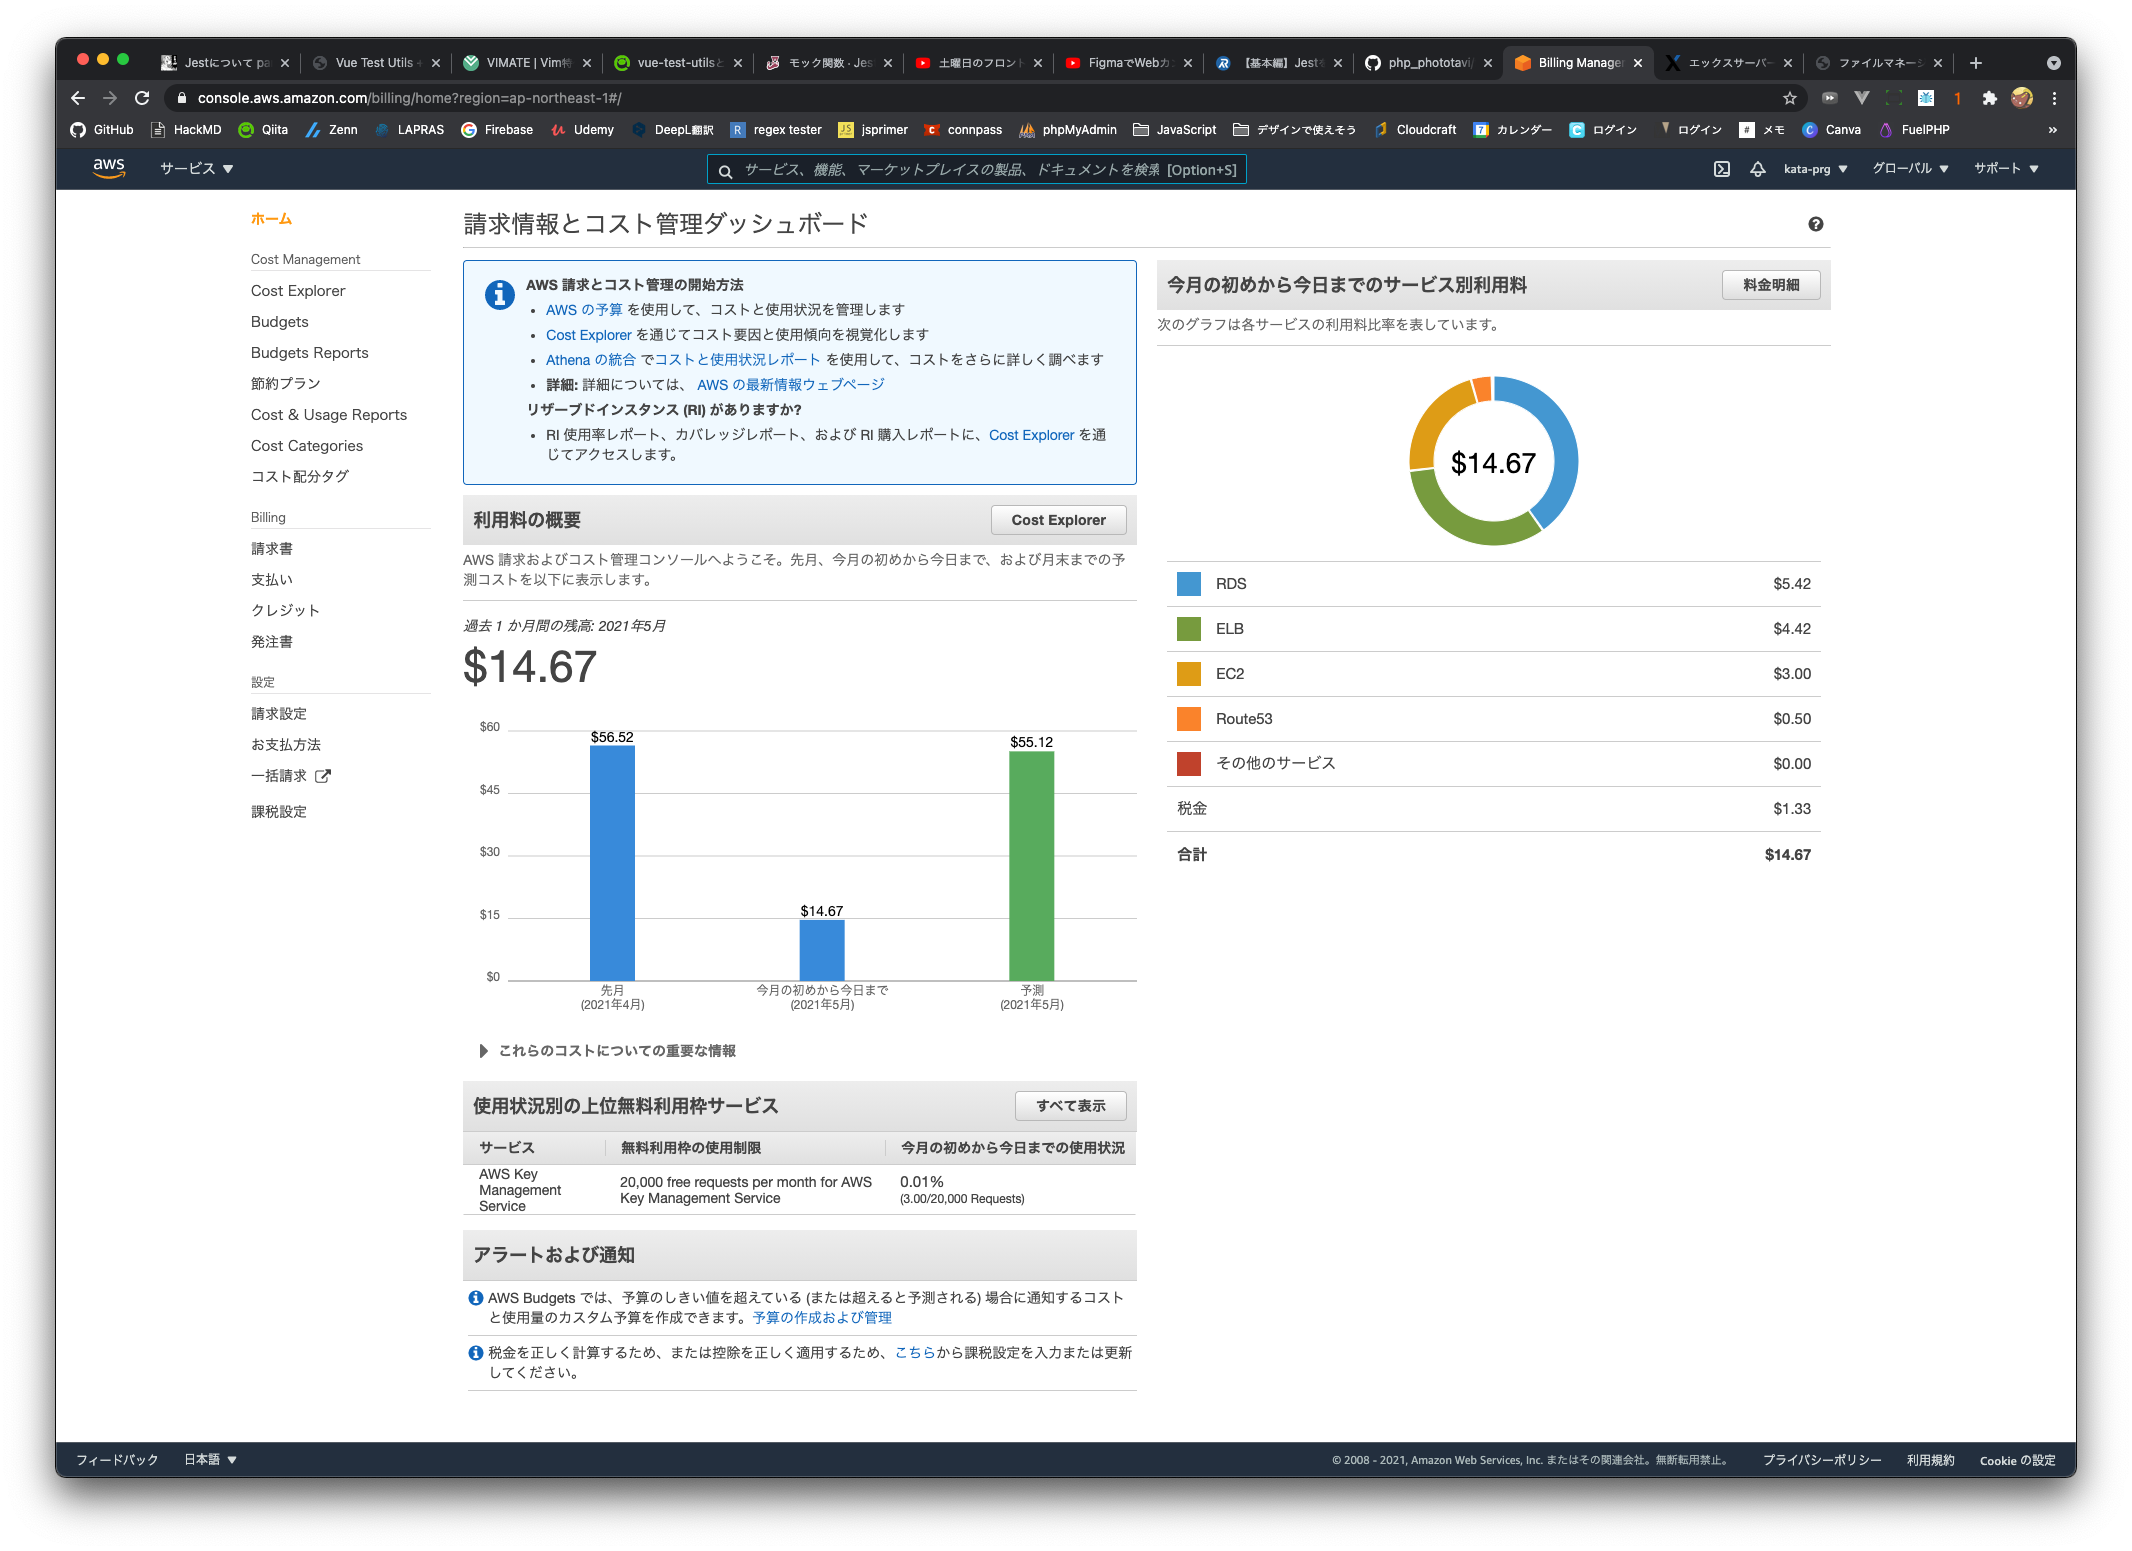 Jestについて pa
Vue Test Utils
VIMATE | Vim特
vue-test-utilsと
モック関数 · Jes
土曜日のフロント
FigmaでWebカ
【基本編】Jestを
php_phototavi/
Billing Manage
エックスサーバー
ファイルマネージ
console.aws.amazon.com/billing/home?region=ap-northeast-1#/
1
GitHub
HackMD
Qiita
Zenn
LAPRAS
Firebase
Udemy
DeepL翻訳
regex tester
jsprimer
connpass
phpMyAdmin
JavaScript
デザインで使えそう
Cloudcraft
カレンダー
ログイン
ログイン
メモ
Canva
FuelPHP
»
aws
サービス
サービス、機能、マーケットプレイスの製品、ドキュメントを検索 [Option+S]
kata-prg
グローバル
サポート
ホーム
Cost Management
Cost Explorer
Budgets
Budgets Reports
節約プラン
Cost & Usage Reports
Cost Categories
コスト配分タグ
Billing
請求書
支払い
クレジット
発注書
設定
請求設定
お支払方法
一括請求
課税設定
請求情報とコスト管理ダッシュボード
AWS 請求とコスト管理の開始方法
• AWS の予算 を使用して、コストと使用状況を管理します
• Cost Explorer を通じてコスト要因と使用傾向を視覚化します
• Athena の統合 でコストと使用状況レポート を使用して、コストをさらに詳しく調べます
• 詳細: 詳細については、 AWS の最新情報ウェブページ
リザーブドインスタンス (RI) がありますか?
• RI 使用率レポート、カバレッジレポート、および RI 購入レポートに、Cost Explorer を通
じてアクセスします。
利用料の概要
Cost Explorer
AWS 請求およびコスト管理コンソールへようこそ。先月、今月の初めから今日まで、および月末までの予
測コストを以下に表示します。
過去 1 か月間の残高: 2021年5月
$14.67
$60
$45
$30
$15
$0
$56.52
$14.67
$55.12
先月
(2021年4月)
今月の初めから今日まで
(2021年5月)
予測
(2021年5月)
これらのコストについての重要な情報
使用状況別の上位無料利用枠サービス
すべて表示
サービス
無料利用枠の使用制限
今月の初めから今日までの使用状況
AWS Key
Management
Service
20,000 free requests per month for AWS
Key Management Service
0.01%
(3.00/20,000 Requests)
アラートおよび通知
AWS Budgets では、予算のしきい値を超えている (または超えると予測される) 場合に通知するコスト
と使用量のカスタム予算を作成できます。予算の作成および管理
税金を正しく計算するため、または控除を正しく適用するため、こちらから課税設定を入力または更新
してください。
今月の初めから今日までのサービス別利用料
料金明細
次のグラフは各サービスの利用料比率を表しています。
$14.67
RDS $5.42
ELB $4.42
EC2 $3.00
Route53 $0.50
その他のサービス $0.00
税金 $1.33
合計 $14.67
フィードバック
日本語
© 2008 - 2021, Amazon Web Services, Inc. またはその関連会社。無断転用禁止。
プライバシーポリシー
利用規約
Cookie の設定